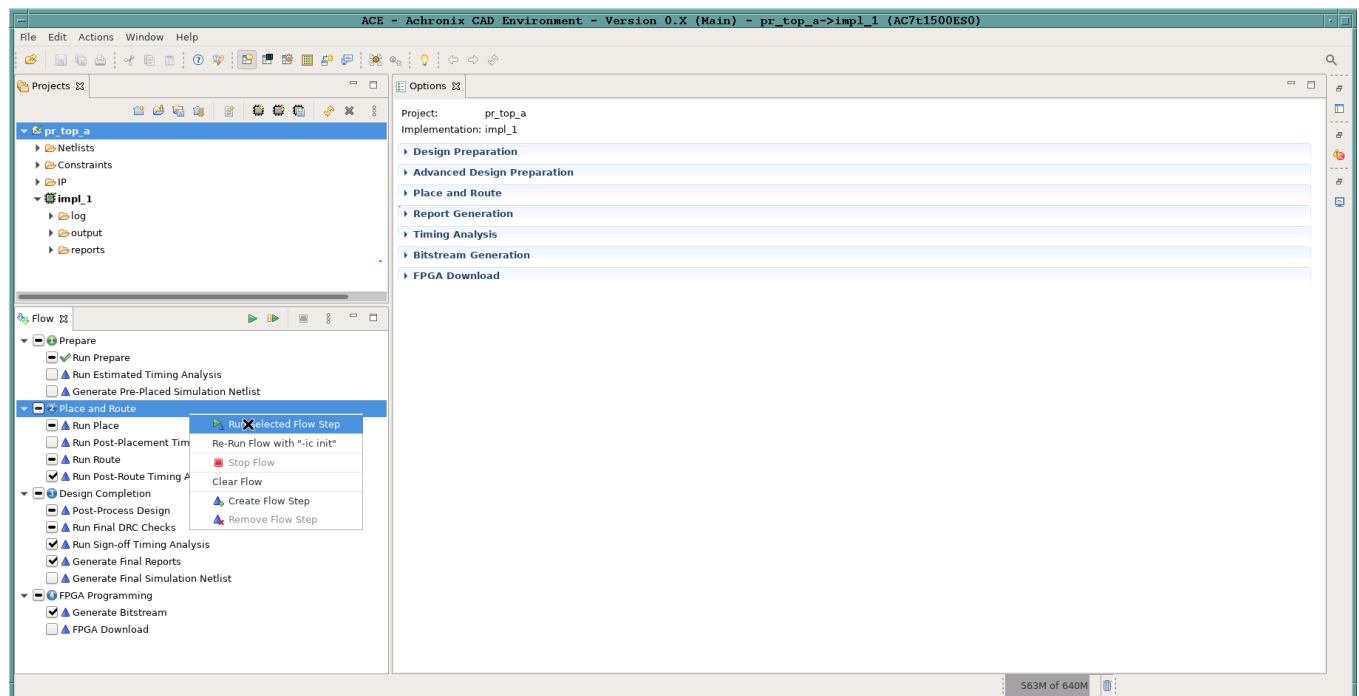 ACE - Achronix CAD Environment - Version 0.X (Main) - pr_top_a->impl_1 (AC7t1500ES0)
File Edit Actions Window Help
Projects
pr_top_a
Netlists
Constraints
IP
impl_1
log
output
reports
Options
Project: pr_top_a
Implementation: impl_1
Design Preparation
Advanced Design Preparation
Place and Route
Report Generation
Timing Analysis
Bitstream Generation
FPGA Download
Flow
Prepare
Run Prepare
Run Estimated Timing Analysis
Generate Pre-Placed Simulation Netlist
Place and Route
Run Place
Run Post-Placement Tim
Run Route
Run Post-Route Timing A
Design Completion
Post-Process Design
Run Final DRC Checks
Run Sign-off Timing Analysis
Generate Final Reports
Generate Final Simulation Netlist
FPGA Programming
Generate Bitstream
FPGA Download
Run Selected Flow Step
Re-Run Flow with "-ic init"
Stop Flow
Clear Flow
Create Flow Step
Remove Flow Step
563M of 640M